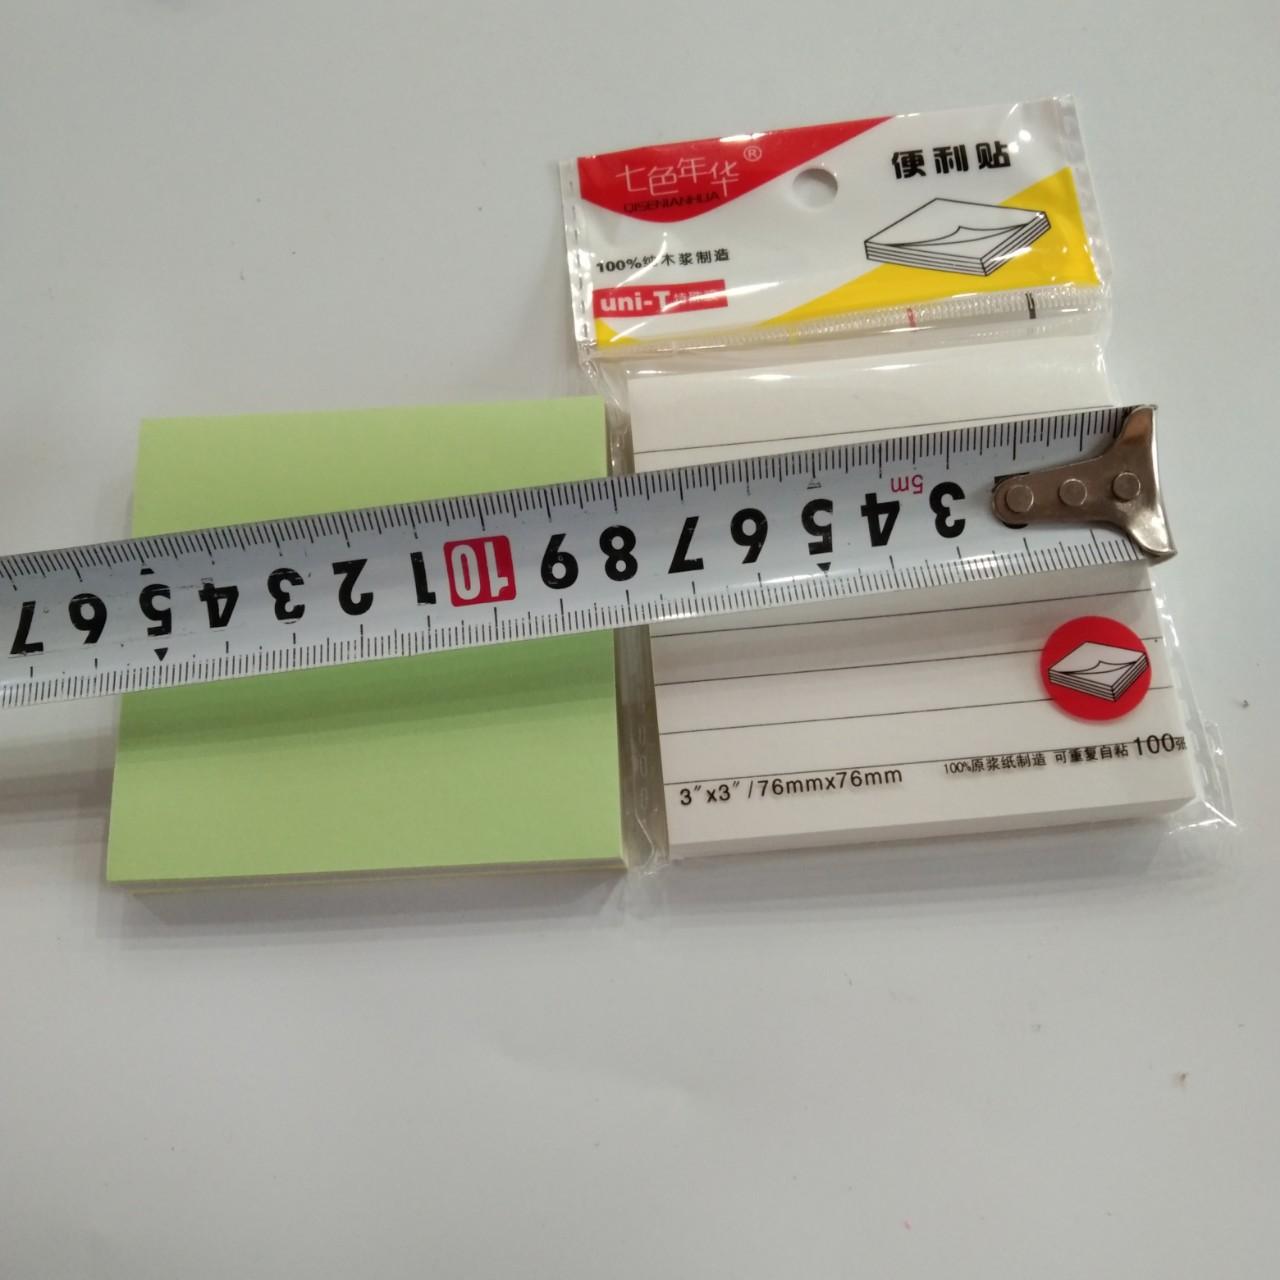 七色年华®
QISENIANHUA
便利贴
100%纯木浆制造
uni-T
7 6 5 4 3 2 1 10 9 8 7 6 5 4 3
5m
100%原浆纸制造 可重复自粘 100张
3"x3"/76mmx76mm